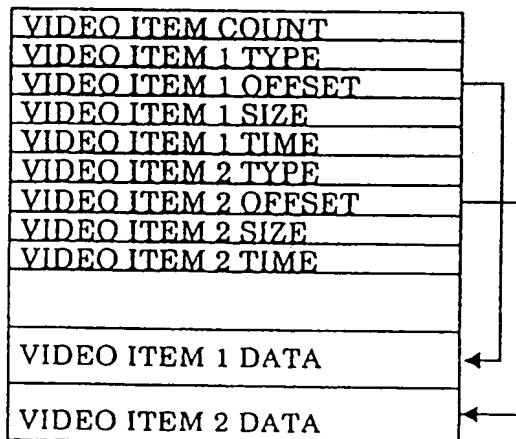 VIDEO ITEM COUNT
VIDEO ITEM 1 TYPE
VIDEO ITEM 1 OFFSET
VIDEO ITEM 1 SIZE
VIDEO ITEM 1 TIME
VIDEO ITEM 2 TYPE
VIDEO ITEM 2 OFFSET
VIDEO ITEM 2 SIZE
VIDEO ITEM 2 TIME
VIDEO ITEM 1 DATA
VIDEO ITEM 2 DATA